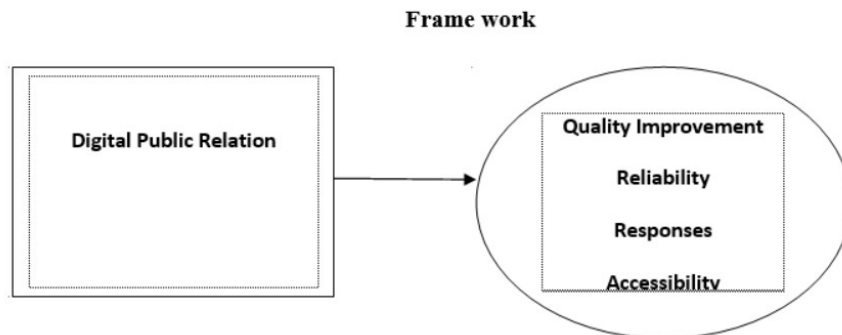 Frame work
Digital Public Relation
Quality Improvement
Reliability
Responses
Accessibility